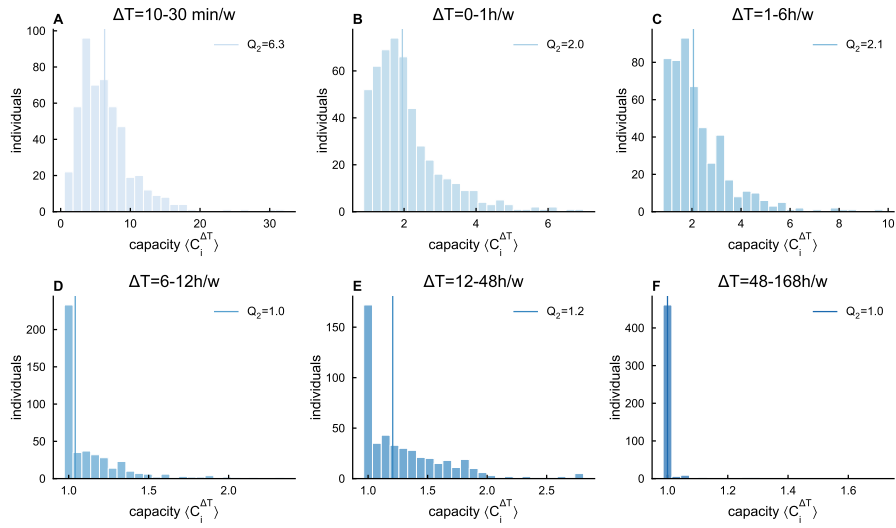 A ΔT=10-30 min/w
Q2=6.3
individuals
100
80
60
40
20
0
0 10 20 30
capacity ⟨C_i^ΔT⟩
B ΔT=0-1h/w
Q2=2.0
individuals
60
40
20
0
2 4 6
capacity ⟨C_i^ΔT⟩
C ΔT=1-6h/w
Q2=2.1
individuals
80
60
40
20
0
2 4 6 8 10
capacity ⟨C_i^ΔT⟩
D ΔT=6-12h/w
Q2=1.0
individuals
200
150
100
50
0
1.0 1.5 2.0
capacity ⟨C_i^ΔT⟩
E ΔT=12-48h/w
Q2=1.2
individuals
150
100
50
0
1.0 1.5 2.0 2.5
capacity ⟨C_i^ΔT⟩
F ΔT=48-168h/w
Q2=1.0
individuals
400
300
200
100
0
1.0 1.2 1.4 1.6
capacity ⟨C_i^ΔT⟩